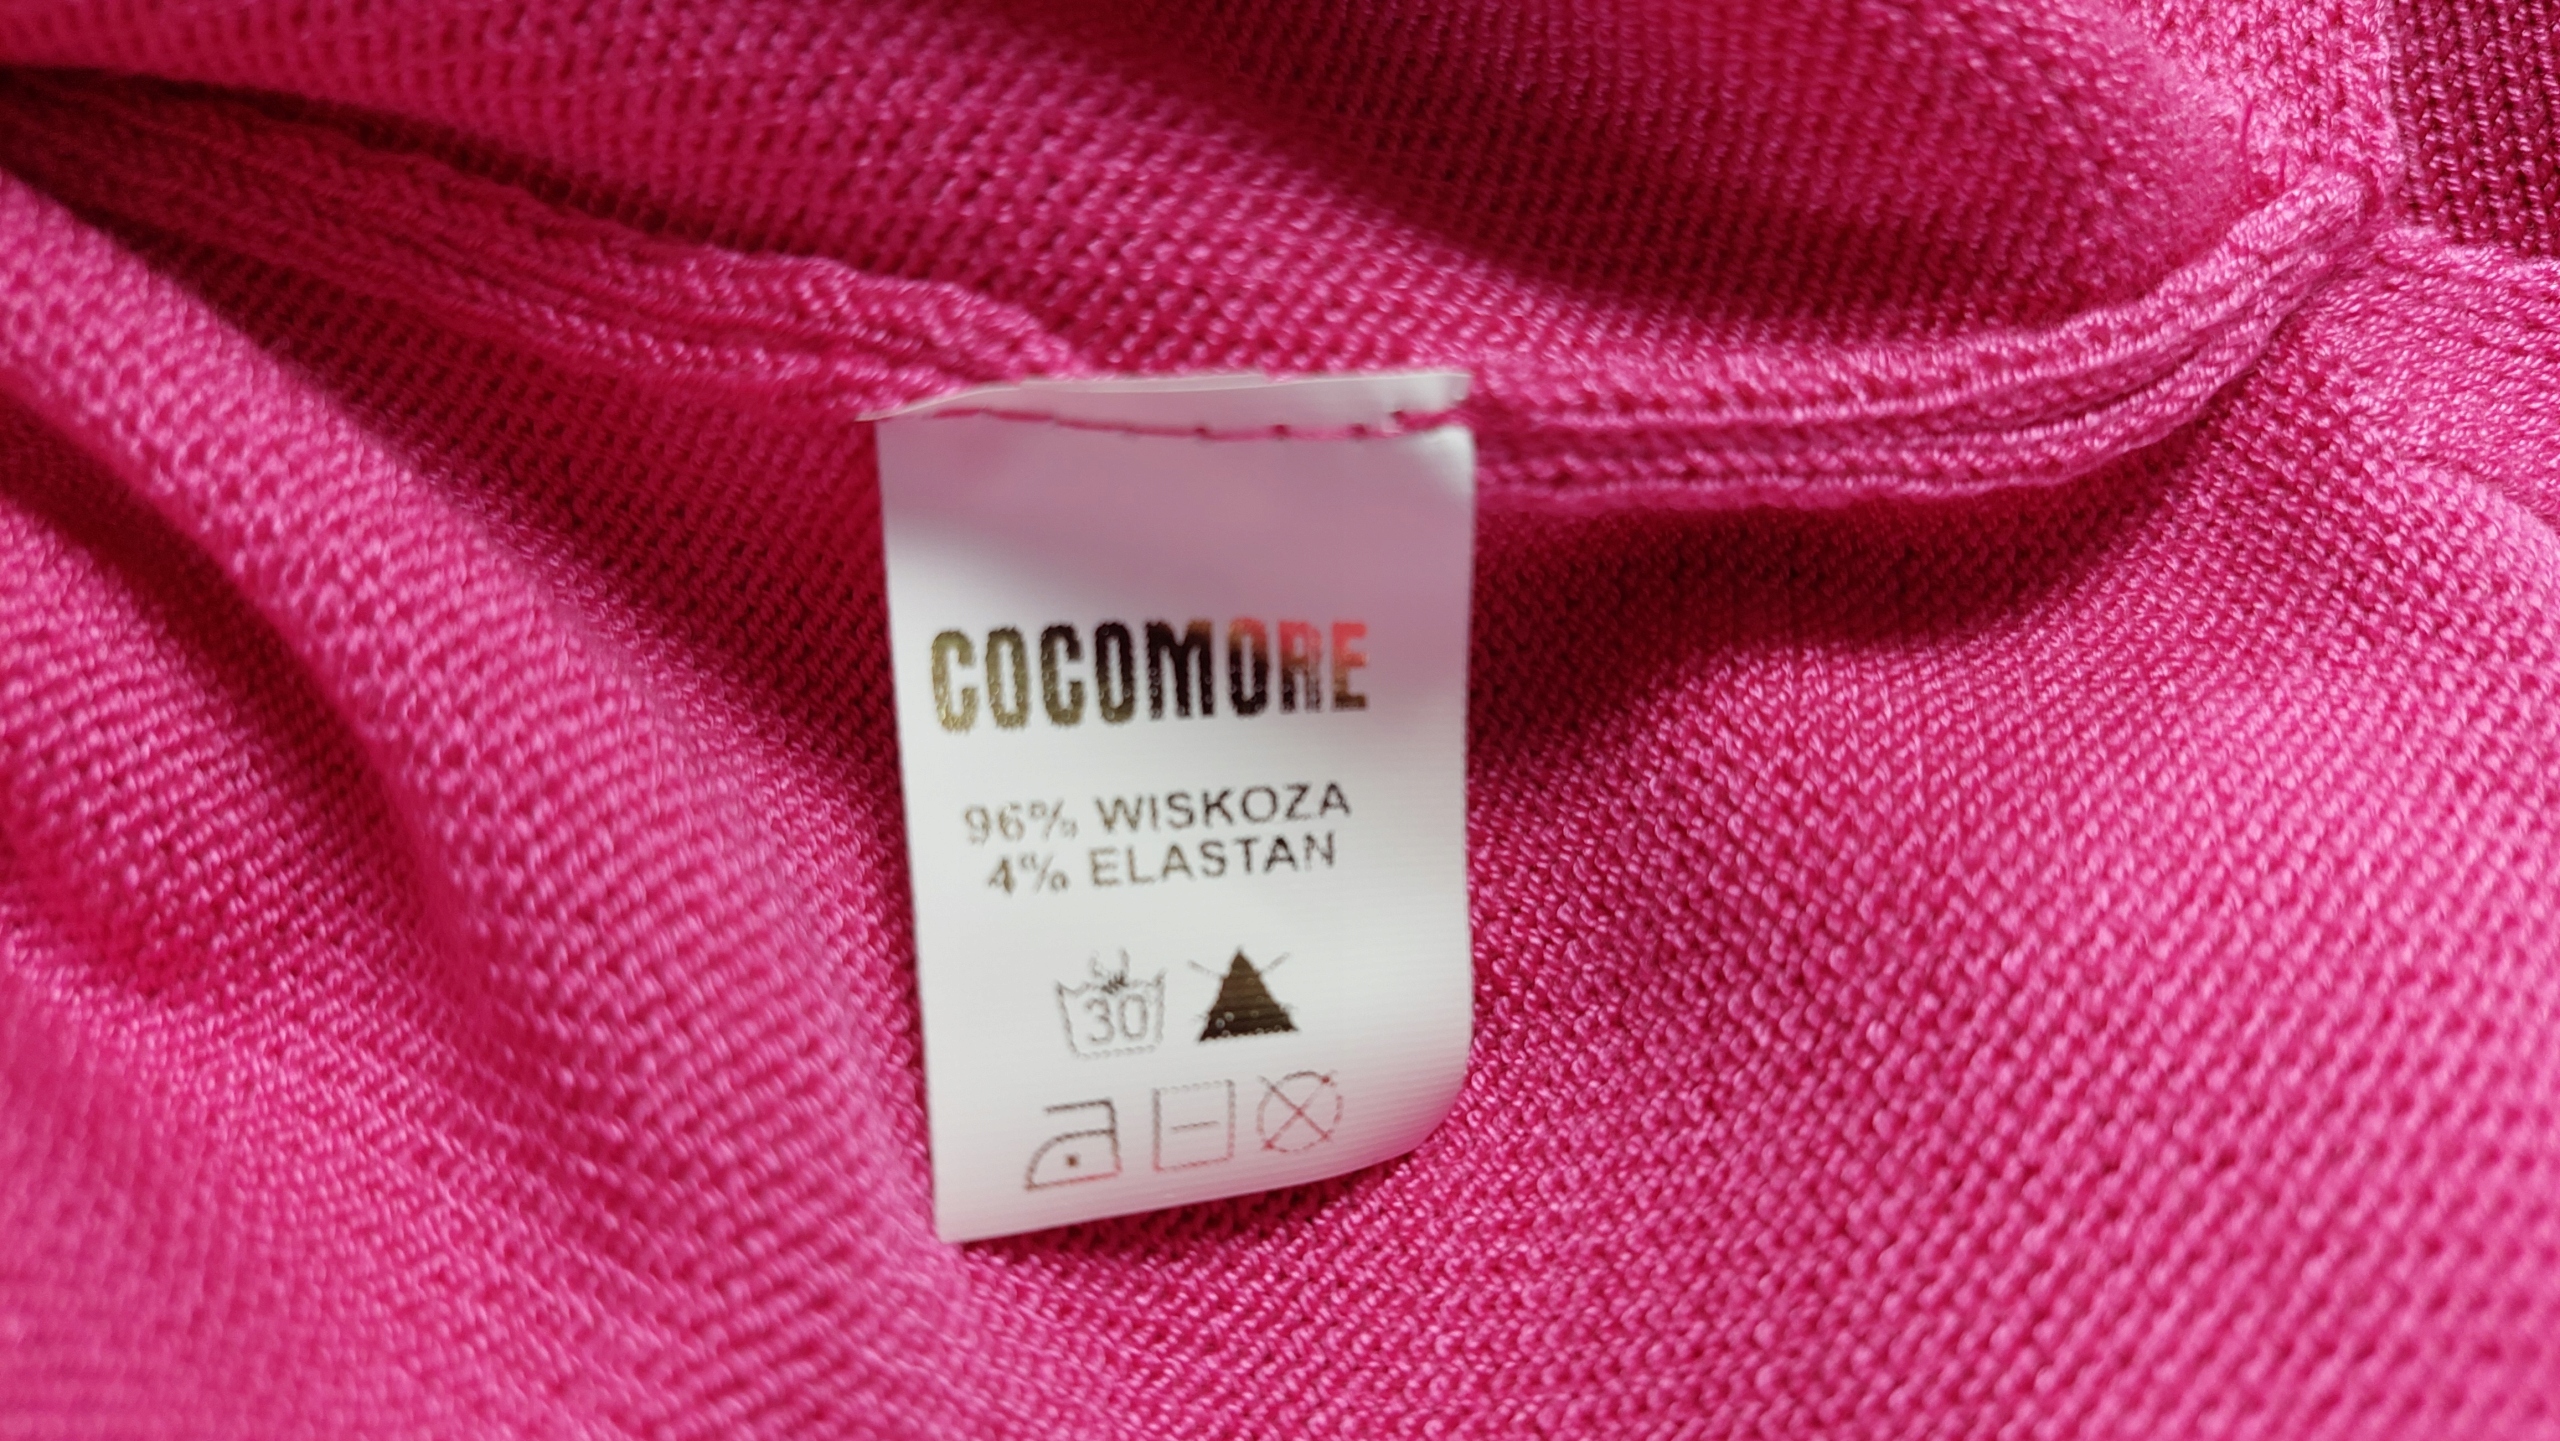 COCOMORE
96% WISKOZA
4% ELASTAN
30